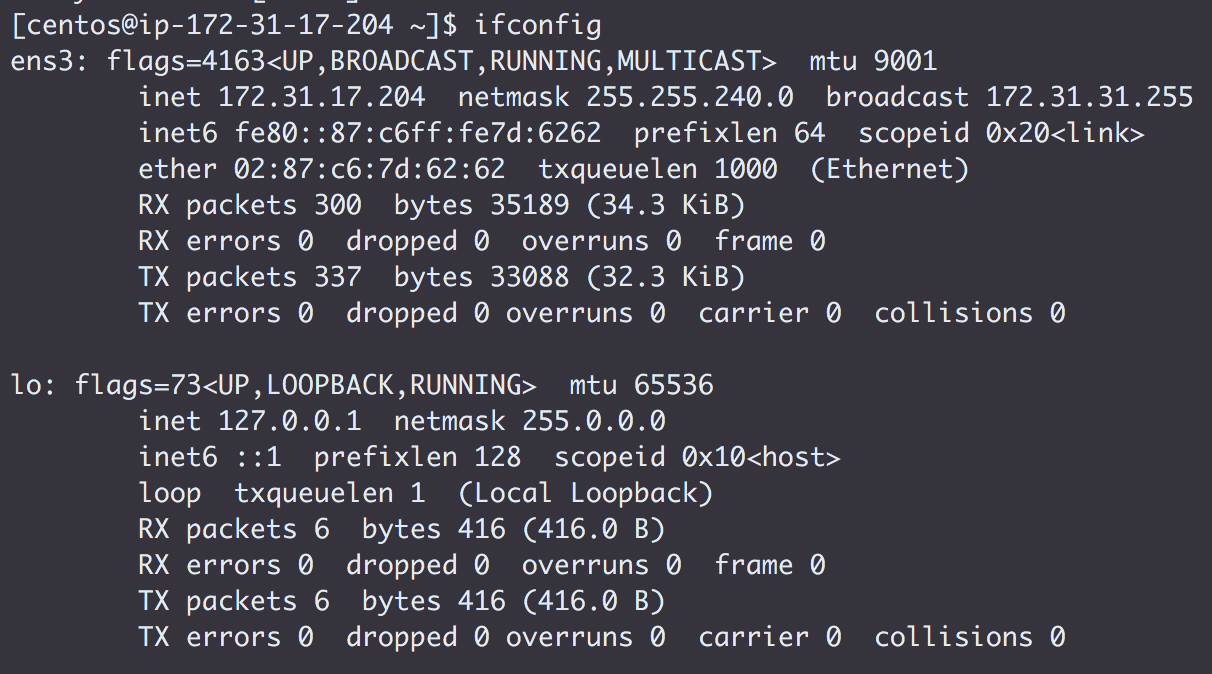 [centos@ip-172-31-17-204 ~]$ ifconfig
ens3: flags=4163<UP,BROADCAST,RUNNING,MULTICAST>  mtu 9001
        inet 172.31.17.204  netmask 255.255.240.0  broadcast 172.31.31.255
        inet6 fe80::87:c6ff:fe7d:6262  prefixlen 64  scopeid 0x20<link>
        ether 02:87:c6:7d:62:62  txqueuelen 1000  (Ethernet)
        RX packets 300  bytes 35189 (34.3 KiB)
        RX errors 0  dropped 0  overruns 0  frame 0
        TX packets 337  bytes 33088 (32.3 KiB)
        TX errors 0  dropped 0 overruns 0  carrier 0  collisions 0

lo: flags=73<UP,LOOPBACK,RUNNING>  mtu 65536
        inet 127.0.0.1  netmask 255.0.0.0
        inet6 ::1  prefixlen 128  scopeid 0x10<host>
        loop  txqueuelen 1  (Local Loopback)
        RX packets 6  bytes 416 (416.0 B)
        RX errors 0  dropped 0  overruns 0  frame 0
        TX packets 6  bytes 416 (416.0 B)
        TX errors 0  dropped 0 overruns 0  carrier 0  collisions 0